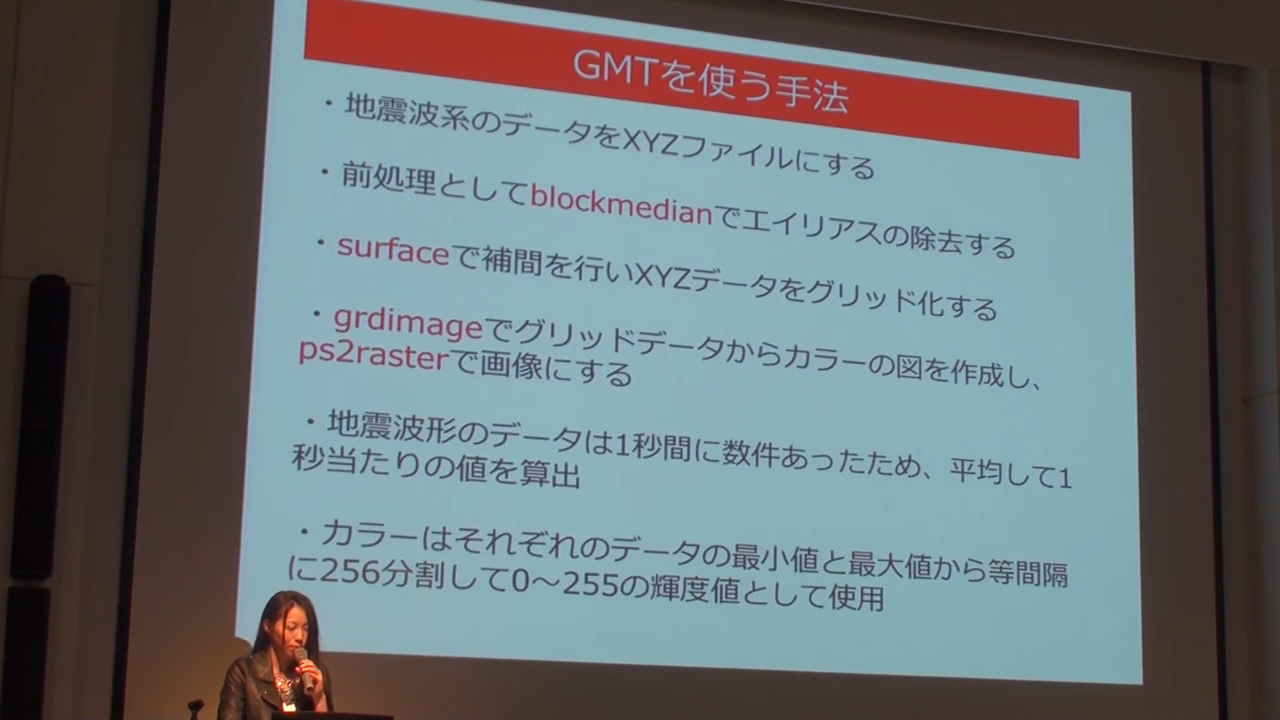 GMTを使う手法
・地震波系のデータをXYZファイルにする
・前処理としてblockmedianでエイリアスの除去する
・surfaceで補間を行いXYZデータをグリッド化する
・grdimageでグリッドデータからカラーの図を作成し、
ps2rasterで画像にする
・地震波形のデータは1秒間に数件あったため、平均して1
秒当たりの値を算出
・カラーはそれぞれのデータの最小値と最大値から等間隔
に256分割して0～255の輝度値として使用